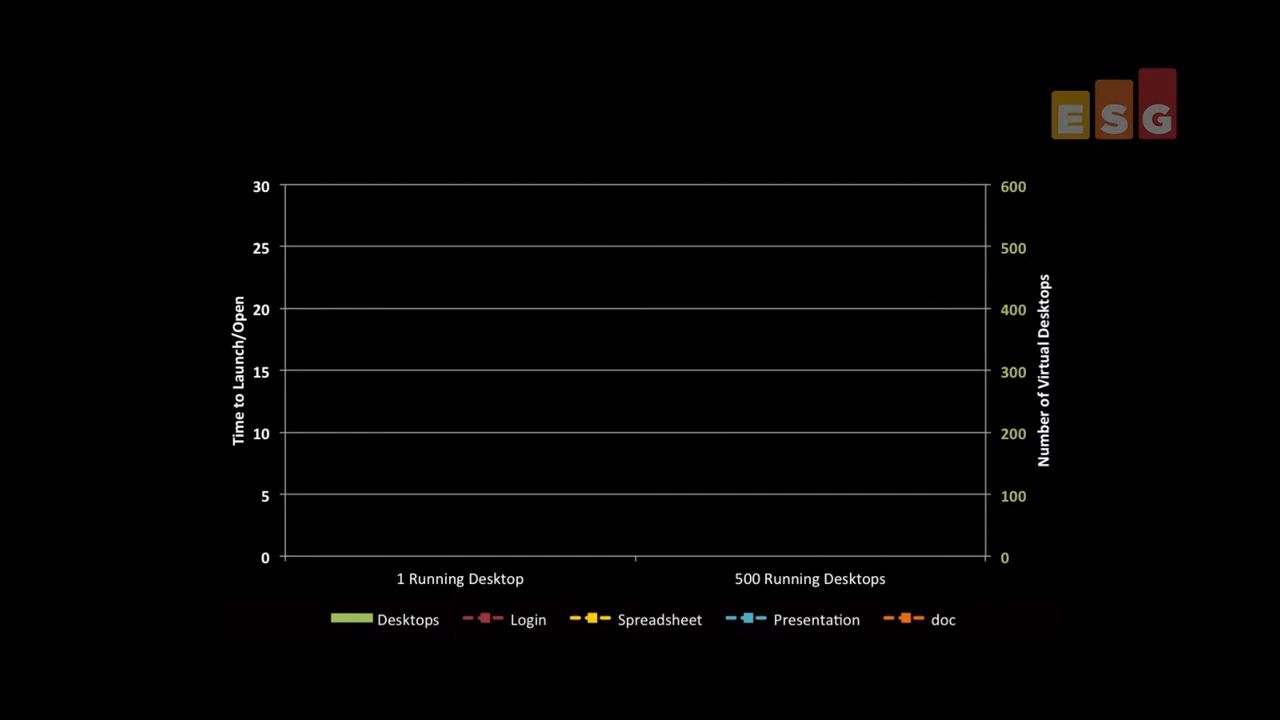 ESG
30
25
20
15
10
5
0
Time to Launch/Open
600
500
400
300
200
100
0
Number of Virtual Desktops
1 Running Desktop
500 Running Desktops
Desktops
Login
Spreadsheet
Presentation
doc